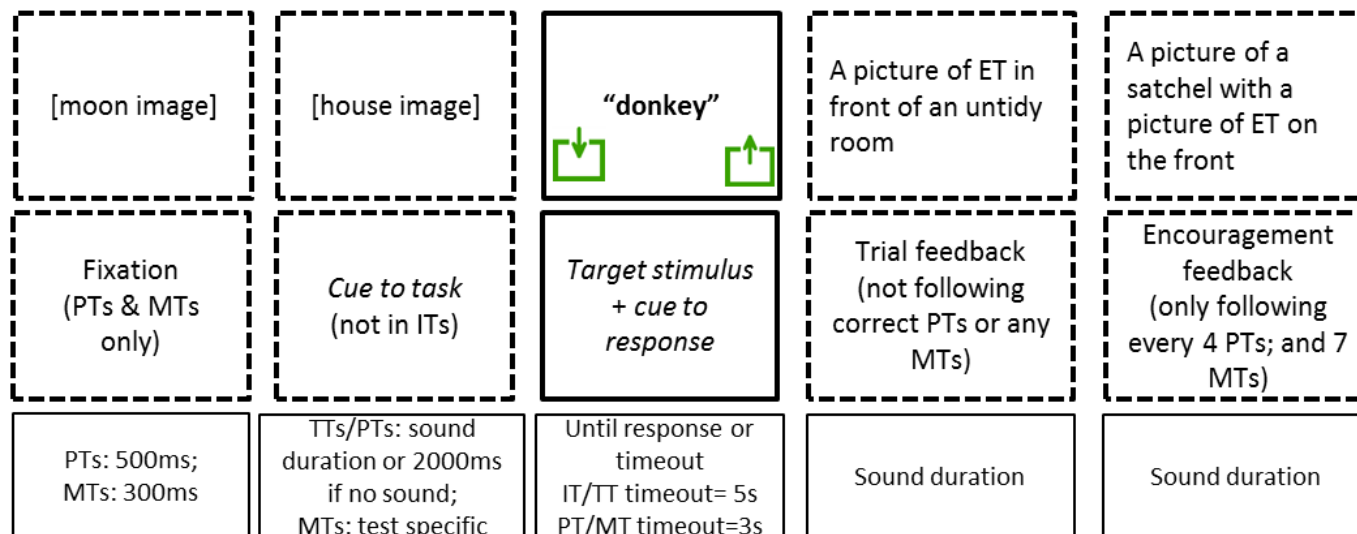 [moon image]
[house image]
“donkey”
A picture of ET in
front of an untidy
room
A picture of a
satchel with a
picture of ET on
the front
Fixation
(PTs & MTs
only)
Cue to task
(not in ITs)
Target stimulus
+ cue to
response
Trial feedback
(not following
correct PTs or any
MTs)
Encouragement
feedback
(only following
every 4 PTs; and 7
MTs)
PTs: 500ms;
MTs: 300ms
TTs/PTs: sound
duration or 2000ms
if no sound;
MTs: test specific
Until response or
timeout
IT/TT timeout= 5s
PT/MT timeout=3s
Sound duration
Sound duration